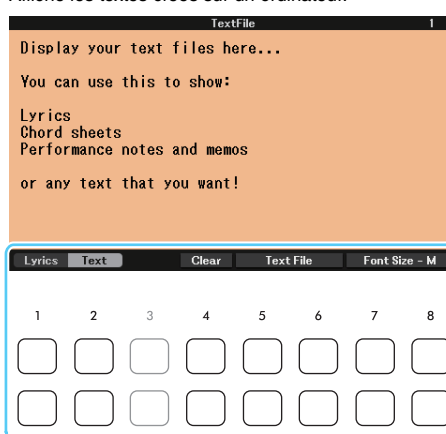 TextFile 1
Display your text files here...
You can use this to show:
Lyrics
Chord sheets
Performance notes and memos
or any text that you want!
Lyrics Text Clear Text File Font Size – M
1 2 3 4 5 6 7 8